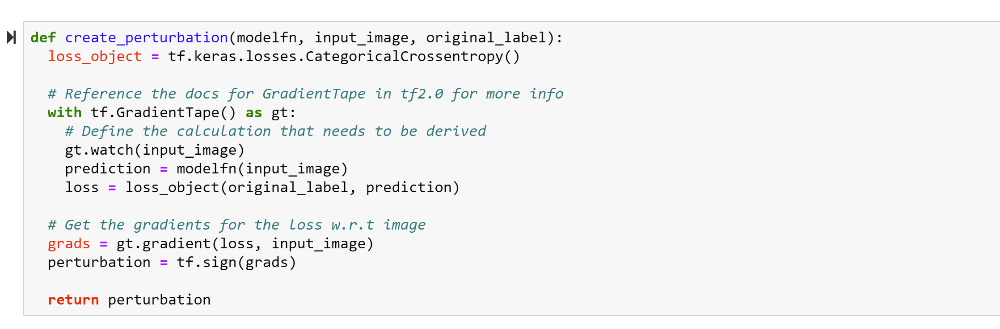 def create_perturbation(modelfn, input_image, original_label):
  loss_object = tf.keras.losses.CategoricalCrossentropy()

  # Reference the docs for GradientTape in tf2.0 for more info
  with tf.GradientTape() as gt:
    # Define the calculation that needs to be derived
    gt.watch(input_image)
    prediction = modelfn(input_image)
    loss = loss_object(original_label, prediction)

  # Get the gradients for the loss w.r.t image
  grads = gt.gradient(loss, input_image)
  perturbation = tf.sign(grads)

  return perturbation